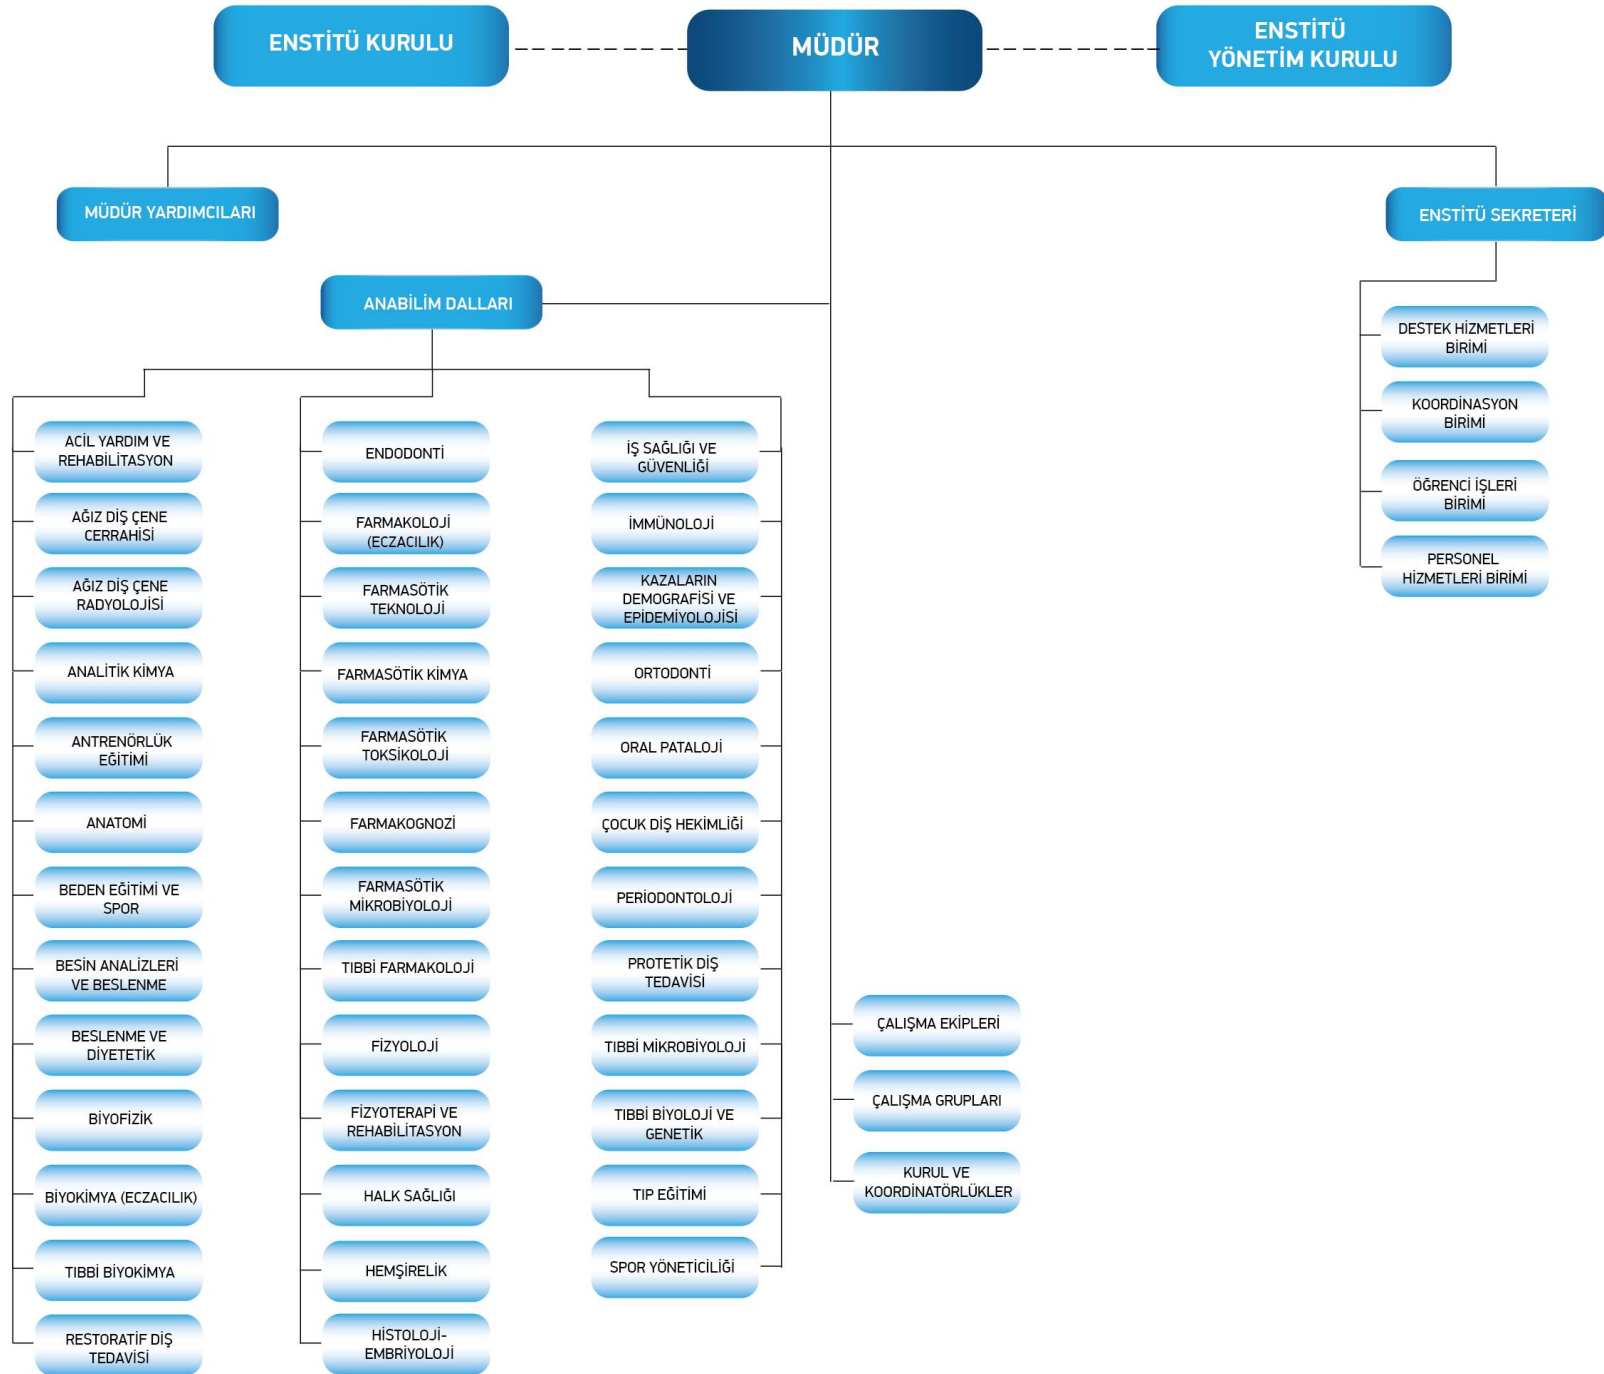 ENSTİTÜ KURULU
MÜDÜR
ENSTİTÜ
YÖNETİM KURULU
MÜDÜR YARDIMCILARI
ENSTİTÜ SEKRETERİ
ANABİLİM DALLARI
ACİL YARDIM VE
REHABİLİTASYON
AĞIZ DİŞ ÇENE
CERRAHİSİ
AĞIZ DİŞ ÇENE
RADYOLOJİSİ
ANALİTİK KİMYA
ANTRENÖRLÜK
EĞİTİMİ
ANATOMİ
BEDEN EĞİTİMİ VE
SPOR
BESİN ANALİZLERİ
VE BESLENME
BESLENME VE
DİYETETİK
BİYOFİZİK
BİYOKİMYA (ECZACILIK)
TIBBİ BİYOKİMYA
RESTORATİF DİŞ
TEDAVİSİ
ENDODONTİ
FARMAKOLOJİ
(ECZACILIK)
FARMASÖTİK
TEKNOLOJİ
FARMASÖTİK KİMYA
FARMASÖTİK
TOKSİKOLOJİ
FARMAKOGNOZİ
FARMASÖTİK
MİKROBİYOLOJİ
TIBBİ FARMAKOLOJİ
FİZYOLOJİ
FİZYOTERAPİ VE
REHABİLİTASYON
HALK SAĞLIĞI
HEMŞİRELİK
HİSTOLOJİ-
EMBRİYOLOJİ
İŞ SAĞLIĞI VE
GÜVENLİĞİ
İMMÜNOLOJİ
KAZALARIN
DEMOGRAFİSİ VE
EPİDEMİYOLOJİSİ
ORTODONTİ
ORAL PATALOJİ
ÇOCUK DİŞ HEKİMLİĞİ
PERİODONTOLOJİ
PROTETİK DİŞ
TEDAVİSİ
TIBBİ MİKROBİYOLOJİ
TIBBİ BİYOLOJİ VE
GENETİK
TIP EĞİTİMİ
SPOR YÖNETİCİLİĞİ
ÇALIŞMA EKİPLERİ
ÇALIŞMA GRUPLARI
KURUL VE
KOORDİNATÖRLÜKLER
DESTEK HİZMETLERİ
BİRİMİ
KOORDİNASYON
BİRİMİ
ÖĞRENCİ İŞLERİ
BİRİMİ
PERSONEL
HİZMETLERİ BİRİMİ